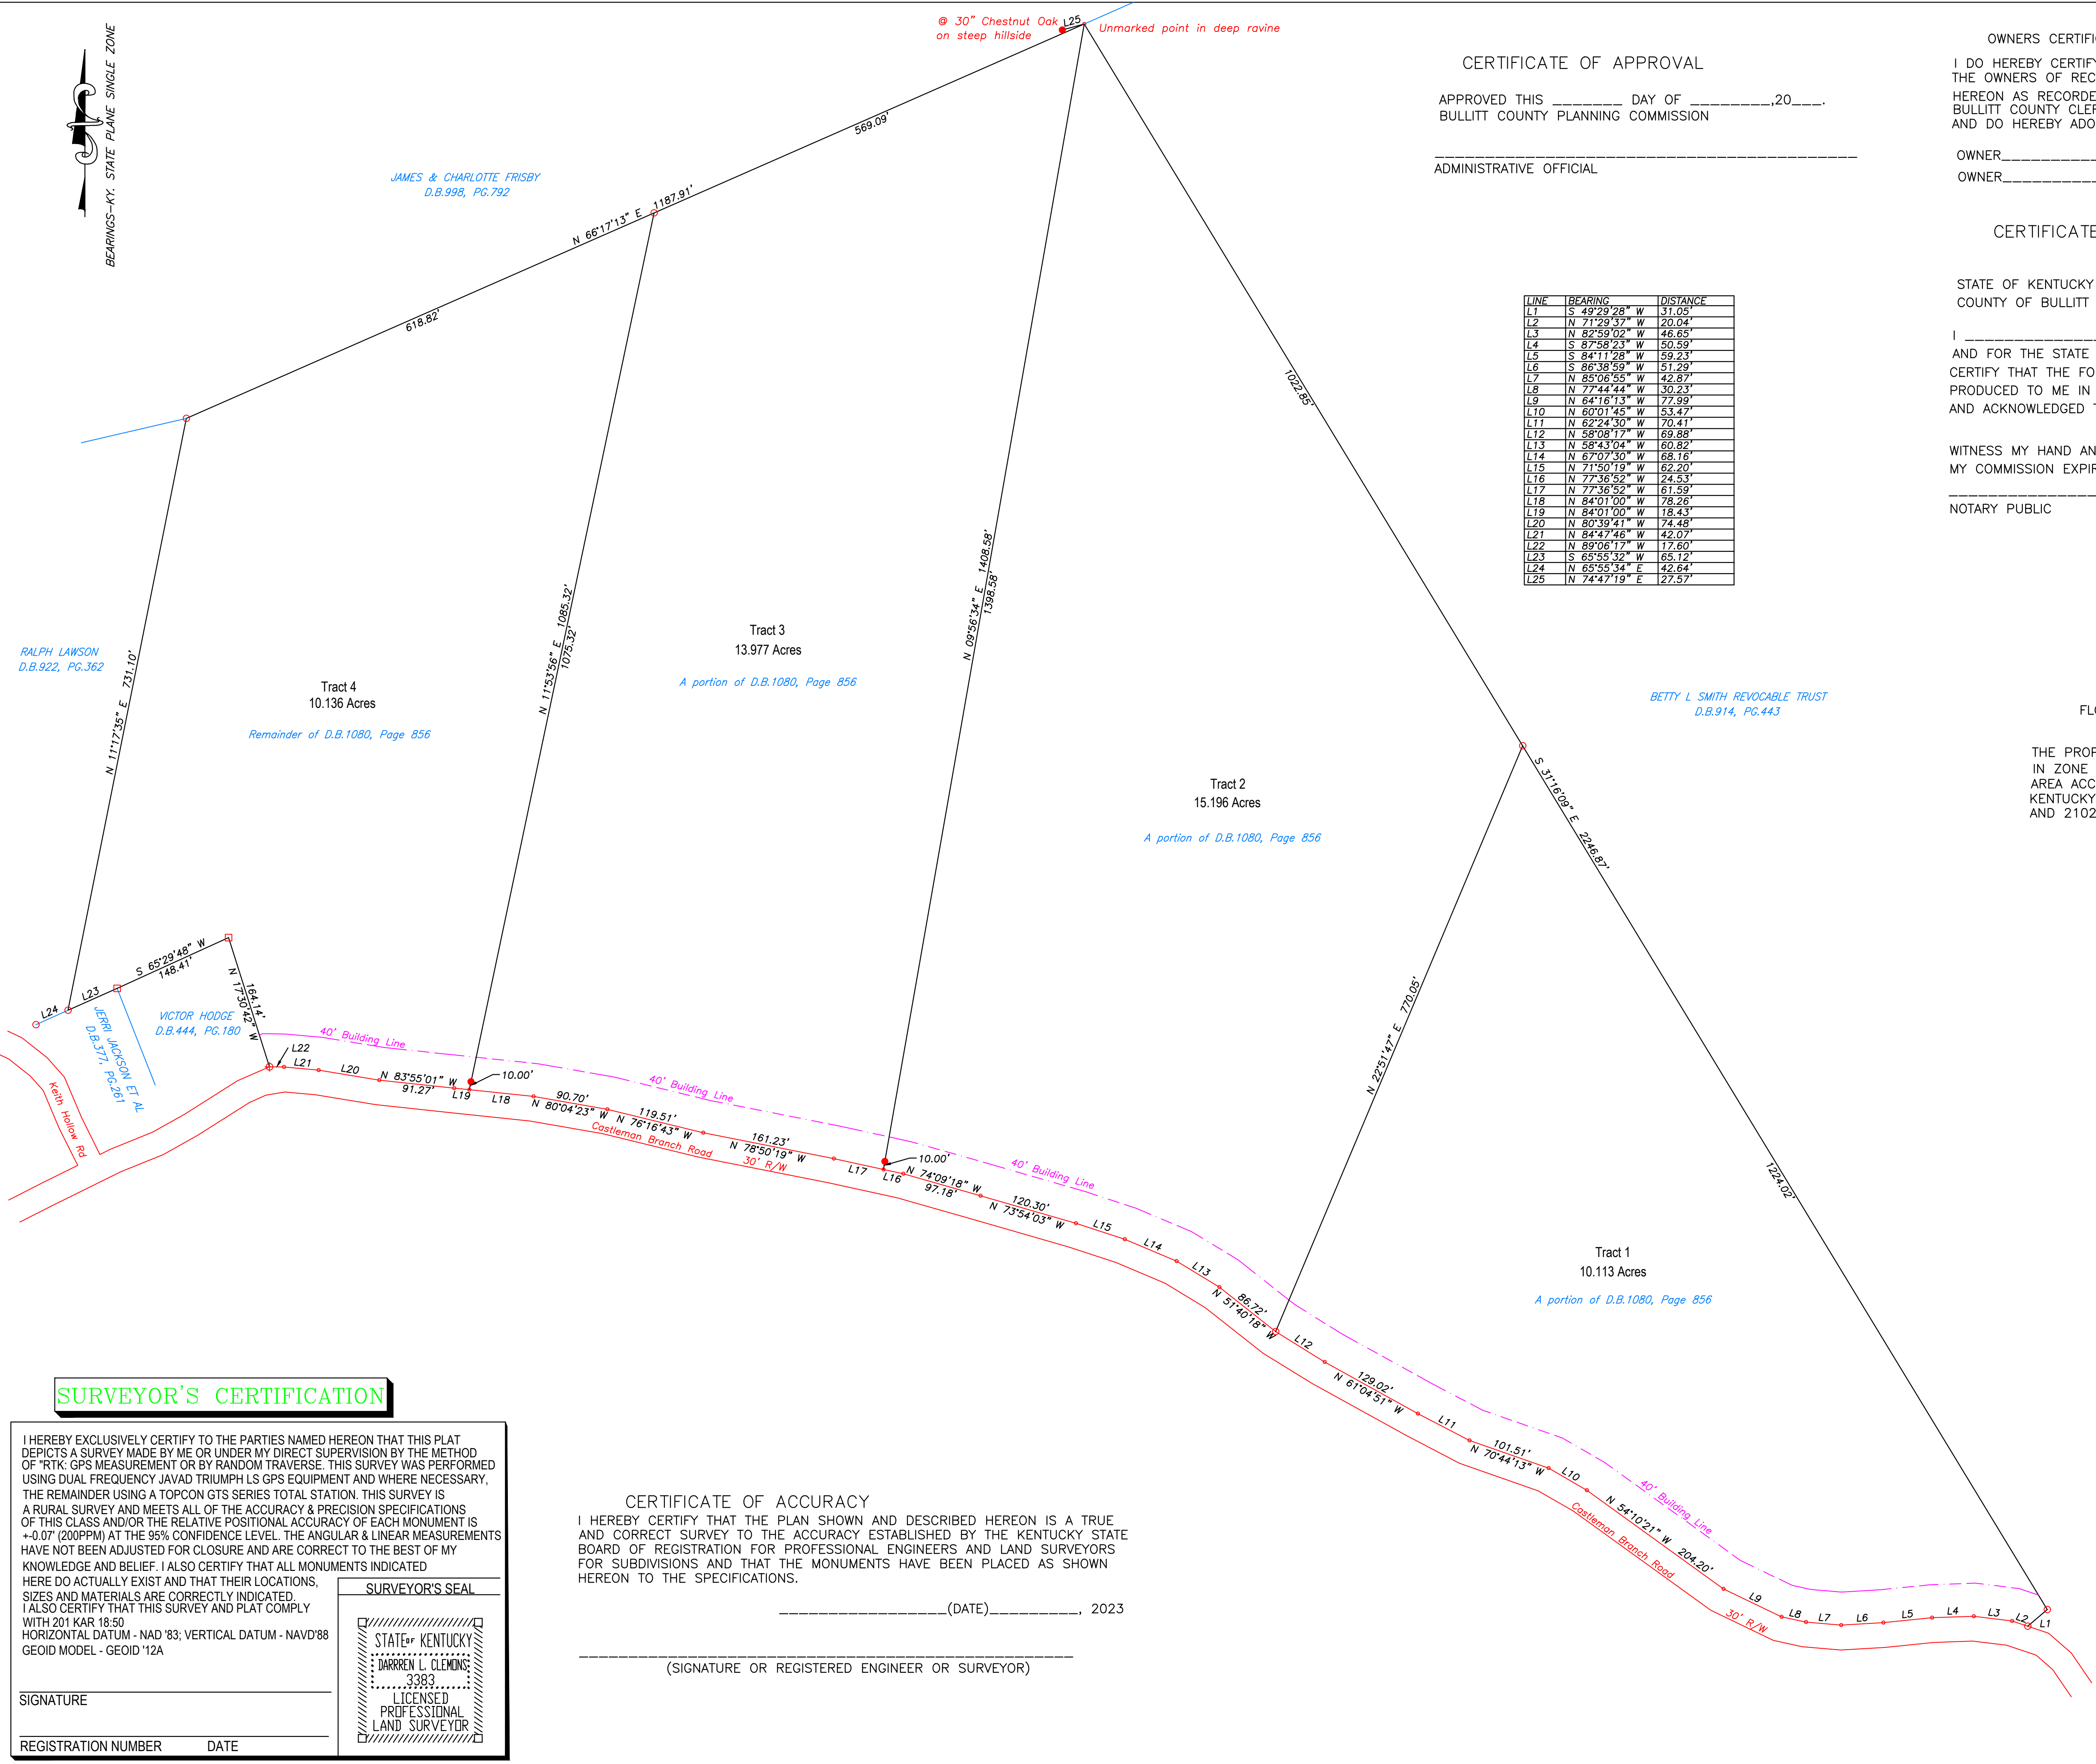 @ 30" Chestnut Oak
on steep hillside
L25
Unmarked point in deep ravine
BEARINGS-KY. STATE PLANE SINGLE ZONE
CERTIFICATE OF APPROVAL
APPROVED THIS _______ DAY OF ________,20___.
BULLITT COUNTY PLANNING COMMISSION
ADMINISTRATIVE OFFICIAL
OWNERS CERTIFI
I DO HEREBY CERTIFY
THE OWNERS OF REC
HEREON AS RECORDE
BULLITT COUNTY CLE
AND DO HEREBY ADO
OWNER__________
OWNER__________
CERTIFICATE
STATE OF KENTUCKY
COUNTY OF BULLITT
I ______________
AND FOR THE STATE
CERTIFY THAT THE FO
PRODUCED TO ME IN
AND ACKNOWLEDGED T
WITNESS MY HAND AN
MY COMMISSION EXPI
NOTARY PUBLIC
JAMES & CHARLOTTE FRISBY
D.B.998, PG.792
569.09'
N 66°17'13" E 1187.91'
618.82'
1022.85'
LINE BEARING DISTANCE
L1 S 49°29'28" W 31.05'
L2 N 71°29'37" W 20.04'
L3 N 82°59'02" W 46.65'
L4 S 87°58'23" W 50.59'
L5 S 84°11'28" W 59.23'
L6 S 86°38'59" W 51.29'
L7 N 85°06'55" W 42.87'
L8 N 77°44'44" W 30.23'
L9 N 64°16'13" W 77.99'
L10 N 60°01'45" W 53.47'
L11 N 62°24'30" W 70.41'
L12 N 58°08'17" W 69.88'
L13 N 58°43'04" W 60.82'
L14 N 67°07'30" W 68.16'
L15 N 71°50'19" W 62.20'
L16 N 77°36'52" W 24.53'
L17 N 77°36'52" W 61.59'
L18 N 84°01'00" W 78.26'
L19 N 84°01'00" W 18.43'
L20 N 80°39'41" W 74.48'
L21 N 84°47'46" W 42.07'
L22 N 89°06'17" W 17.60'
L23 S 65°55'32" W 65.12'
L24 N 65°55'34" E 42.64'
L25 N 74°47'19" E 27.57'
RALPH LAWSON
D.B.922, PG.362
N 11°17'35" E 731.10'
Tract 4
10.136 Acres
Remainder of D.B.1080, Page 856
N 11°53'56" E 1085.32'
1075.32'
Tract 3
13.977 Acres
A portion of D.B.1080, Page 856
N 09°56'34" E 1408.58'
1398.58'
Tract 2
15.196 Acres
A portion of D.B.1080, Page 856
BETTY L SMITH REVOCABLE TRUST
D.B.914, PG.443
S 31°16'09" E 2246.87'
FL
THE PROP
IN ZONE
AREA ACC
KENTUCKY
AND 2102
N 22°51'47" E 770.05'
1224.02'
Tract 1
10.113 Acres
A portion of D.B.1080, Page 856
S 65°29'48" W
148.41'
L23
L24
N 17°30'42" W
164.14'
VICTOR HODGE
D.B.444, PG.180
JERRI JACKSON ET AL
D.B.377, PG.261
Keith Hollow Rd
40' Building Line
L22
L21
L20
N 83°55'01" W
91.27'
L19
10.00'
L18
90.70'
N 80°04'23" W
40' Building Line
119.51'
N 76°16'43" W
Castleman Branch Road
30' R/W
161.23'
N 78°50'19" W
L17
10.00'
L16
N 74°09'18" W
97.18'
40' Building Line
120.30'
N 73°54'03" W
L15
L14
L13
86.72'
N 51°40'18" W
L12
129.02'
N 61°04'51" W
L11
101.51'
N 70°44'13" W
L10
N 54°10'21" W 204.20'
40' Building Line
Castleman Branch Road
30' R/W
L9
L8
L7
L6
L5
L4
L3
L2
L1
SURVEYOR'S CERTIFICATION
I HEREBY EXCLUSIVELY CERTIFY TO THE PARTIES NAMED HEREON THAT THIS PLAT
DEPICTS A SURVEY MADE BY ME OR UNDER MY DIRECT SUPERVISION BY THE METHOD
OF "RTK: GPS MEASUREMENT OR BY RANDOM TRAVERSE. THIS SURVEY WAS PERFORMED
USING DUAL FREQUENCY JAVAD TRIUMPH LS GPS EQUIPMENT AND WHERE NECESSARY,
THE REMAINDER USING A TOPCON GTS SERIES TOTAL STATION. THIS SURVEY IS
A RURAL SURVEY AND MEETS ALL OF THE ACCURACY & PRECISION SPECIFICATIONS
OF THIS CLASS AND/OR THE RELATIVE POSITIONAL ACCURACY OF EACH MONUMENT IS
+-0.07' (200PPM) AT THE 95% CONFIDENCE LEVEL. THE ANGULAR & LINEAR MEASUREMENTS
HAVE NOT BEEN ADJUSTED FOR CLOSURE AND ARE CORRECT TO THE BEST OF MY
KNOWLEDGE AND BELIEF. I ALSO CERTIFY THAT ALL MONUMENTS INDICATED
HERE DO ACTUALLY EXIST AND THAT THEIR LOCATIONS,
SIZES AND MATERIALS ARE CORRECTLY INDICATED.
I ALSO CERTIFY THAT THIS SURVEY AND PLAT COMPLY
WITH 201 KAR 18:50
HORIZONTAL DATUM - NAD '83; VERTICAL DATUM - NAVD'88
GEOID MODEL - GEOID '12A
SIGNATURE
REGISTRATION NUMBER DATE
SURVEYOR'S SEAL
STATE OF KENTUCKY
DARRREN L. CLEMONS
3383
LICENSED
PROFESSIONAL
LAND SURVEYOR
CERTIFICATE OF ACCURACY
I HEREBY CERTIFY THAT THE PLAN SHOWN AND DESCRIBED HEREON IS A TRUE
AND CORRECT SURVEY TO THE ACCURACY ESTABLISHED BY THE KENTUCKY STATE
BOARD OF REGISTRATION FOR PROFESSIONAL ENGINEERS AND LAND SURVEYORS
FOR SUBDIVISIONS AND THAT THE MONUMENTS HAVE BEEN PLACED AS SHOWN
HEREON TO THE SPECIFICATIONS.
_________________(DATE)_________, 2023
(SIGNATURE OR REGISTERED ENGINEER OR SURVEYOR)